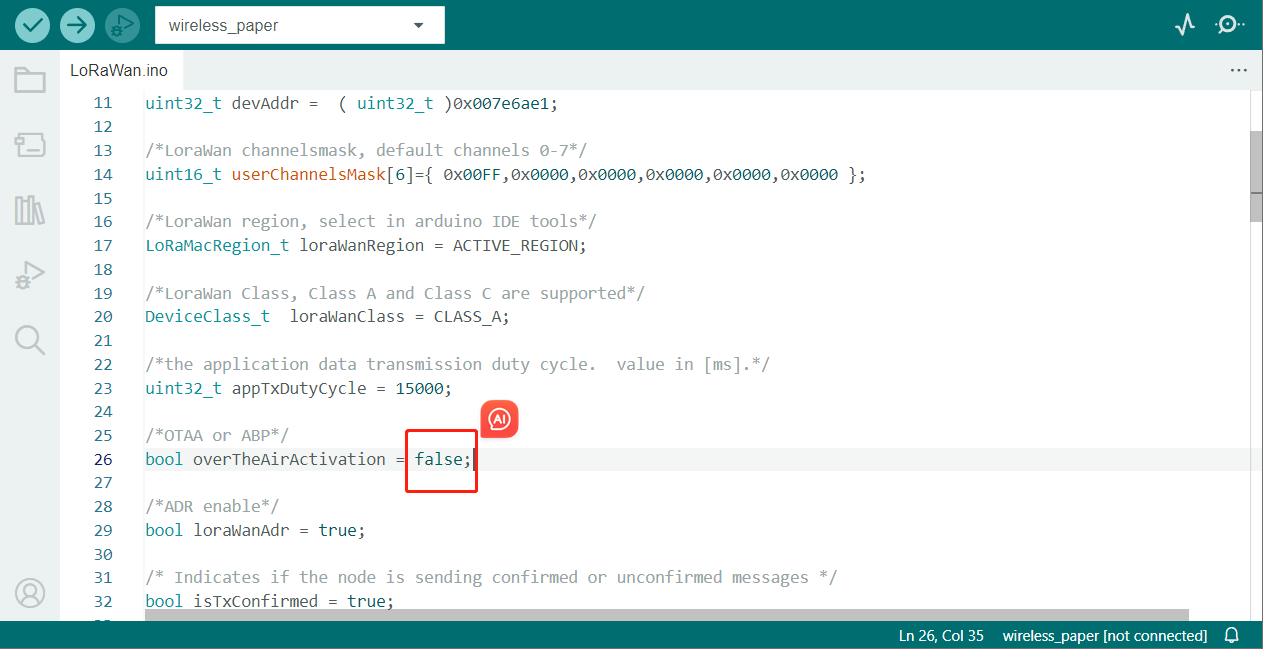 wireless_paper
LoRaWan.ino
11 uint32_t devAddr =  ( uint32_t )0x007e6ae1;
12
13 /*LoraWan channelsmask, default channels 0-7*/
14 uint16_t userChannelsMask[6]={ 0x00FF,0x0000,0x0000,0x0000,0x0000,0x0000 };
15
16 /*LoraWan region, select in arduino IDE tools*/
17 LoRaMacRegion_t loraWanRegion = ACTIVE_REGION;
18
19 /*LoraWan Class, Class A and Class C are supported*/
20 DeviceClass_t  loraWanClass = CLASS_A;
21
22 /*the application data transmission duty cycle.  value in [ms].*/
23 uint32_t appTxDutyCycle = 15000;
24
AI
25 /*OTAA or ABP*/
26 bool overTheAirActivation = false;
27
28 /*ADR enable*/
29 bool loraWanAdr = true;
30
31 /* Indicates if the node is sending confirmed or unconfirmed messages */
32 bool isTxConfirmed = true;
Ln 26, Col 35 wireless_paper [not connected]